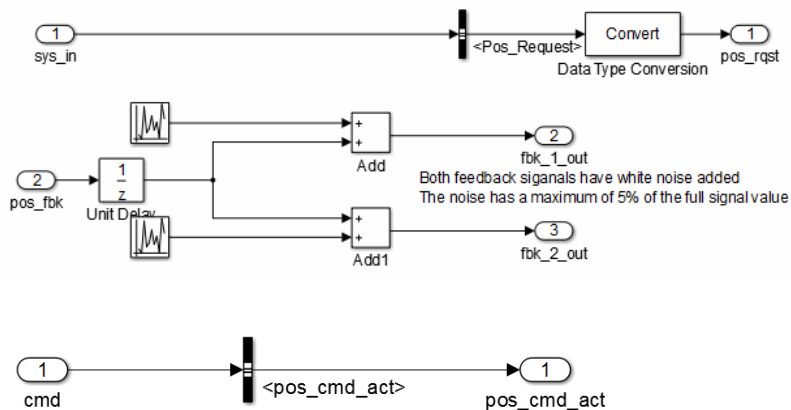 1
sys_in
<Pos_Request>
Convert
Data Type Conversion
1
pos_rqst
2
pos_fbk
1
z
Unit Delay
+
+
Add
2
fbk_1_out
Both feedback siganals have white noise added
The noise has a maximum of 5% of the full signal value
+
+
Add1
3
fbk_2_out
1
cmd
<pos_cmd_act>
1
pos_cmd_act